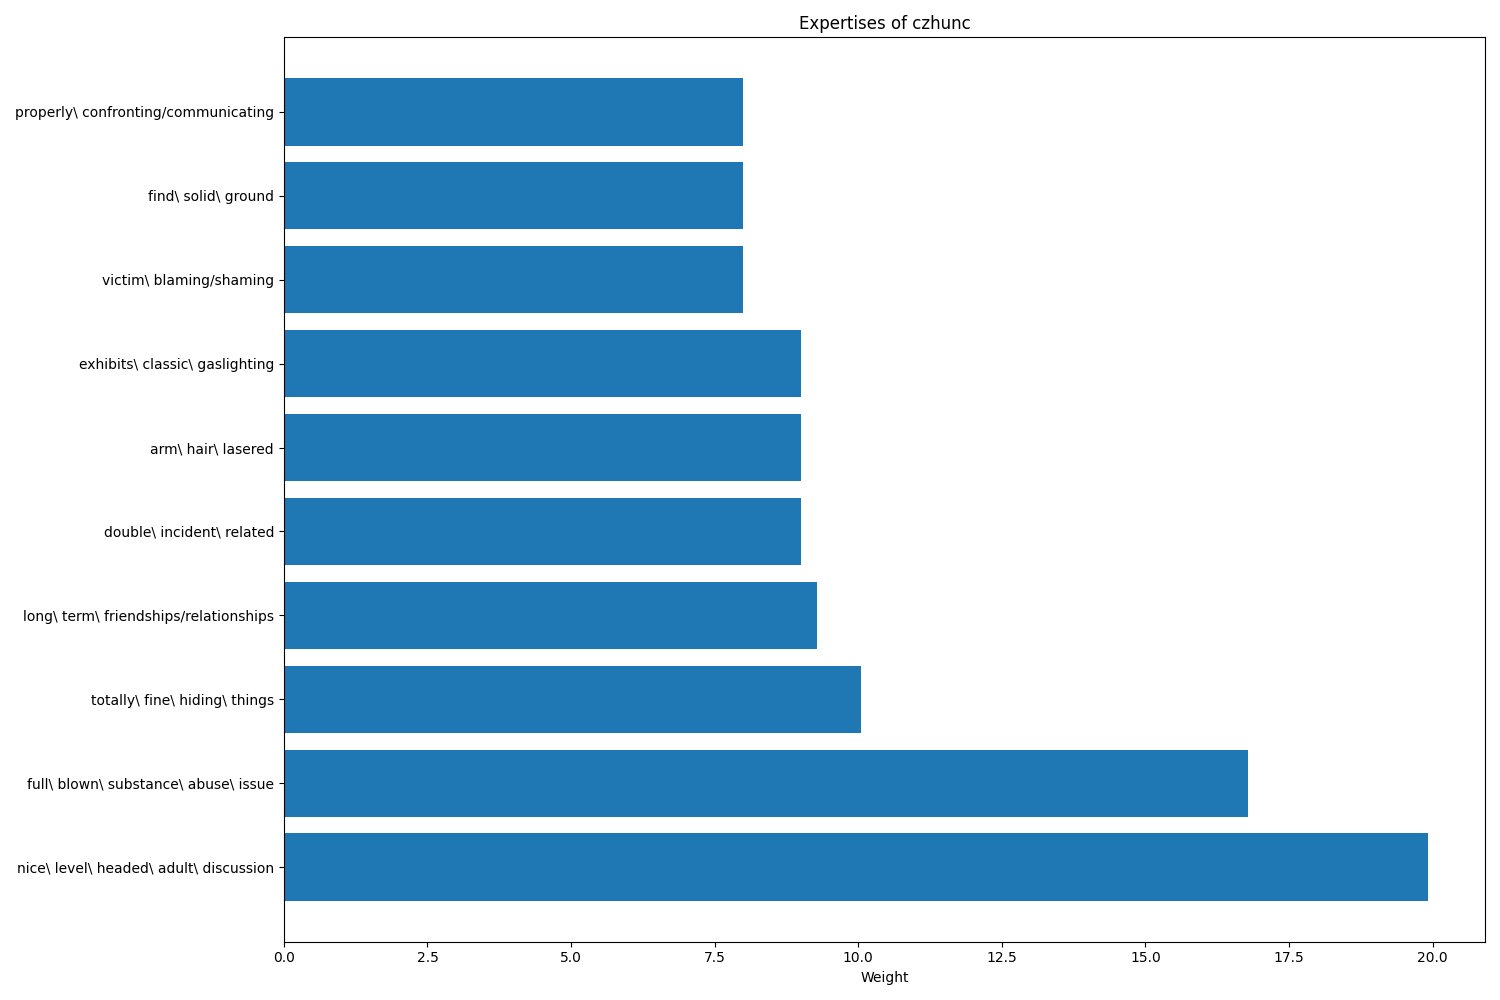 Expertises of czhunc
properly\ confronting/communicating
find\ solid\ ground
victim\ blaming/shaming
exhibits\ classic\ gaslighting
arm\ hair\ lasered
double\ incident\ related
long\ term\ friendships/relationships
totally\ fine\ hiding\ things
full\ blown\ substance\ abuse\ issue
nice\ level\ headed\ adult\ discussion
0.0 2.5 5.0 7.5 10.0 12.5 15.0 17.5 20.0
Weight